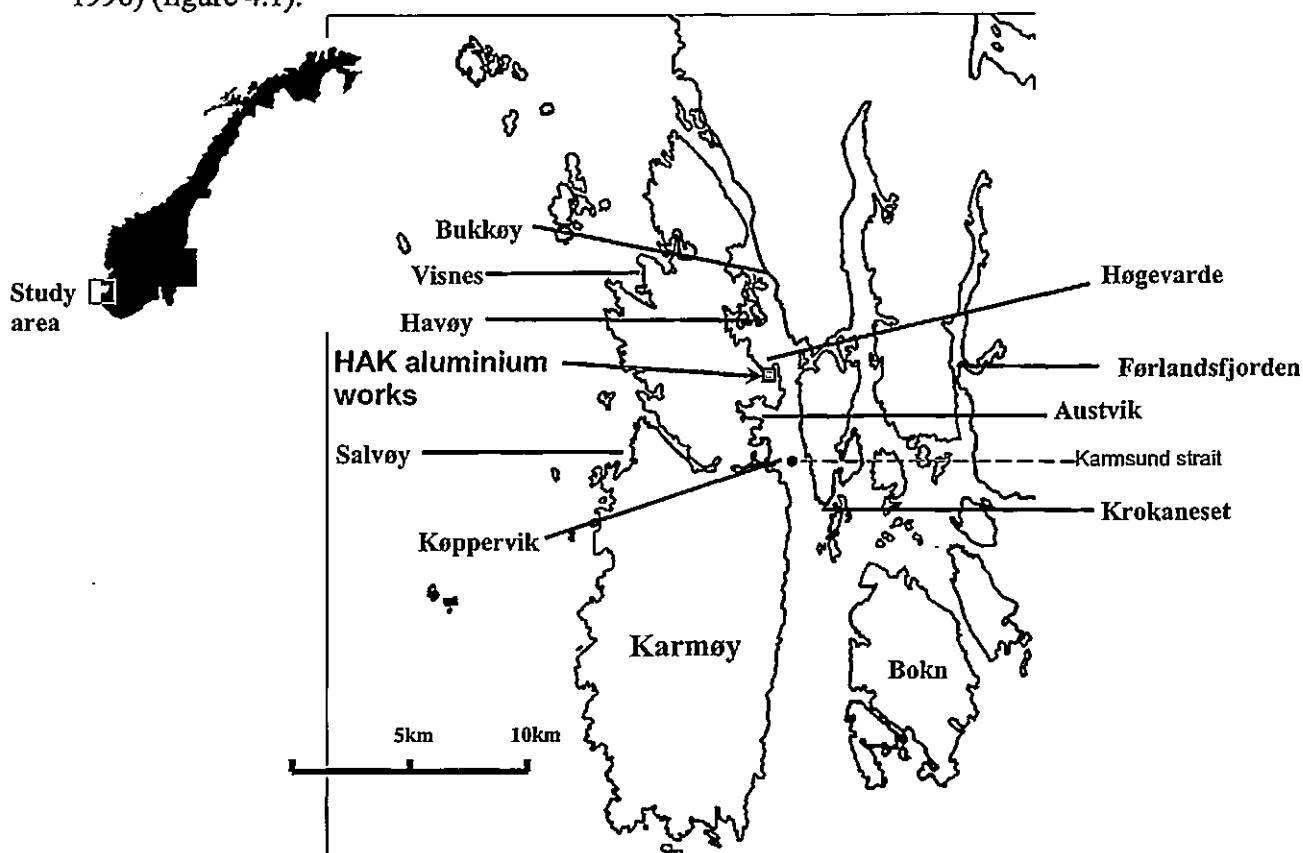 1996) (figure 4.1).
Study
area
Bukkøy
Visnes
Havøy
HAK aluminium
works
Salvøy
Køppervik
Høgevarde
Førlandsfjorden
Austvik
Karmsund strait
Krokaneset
Karmøy
Bokn
5km 10km